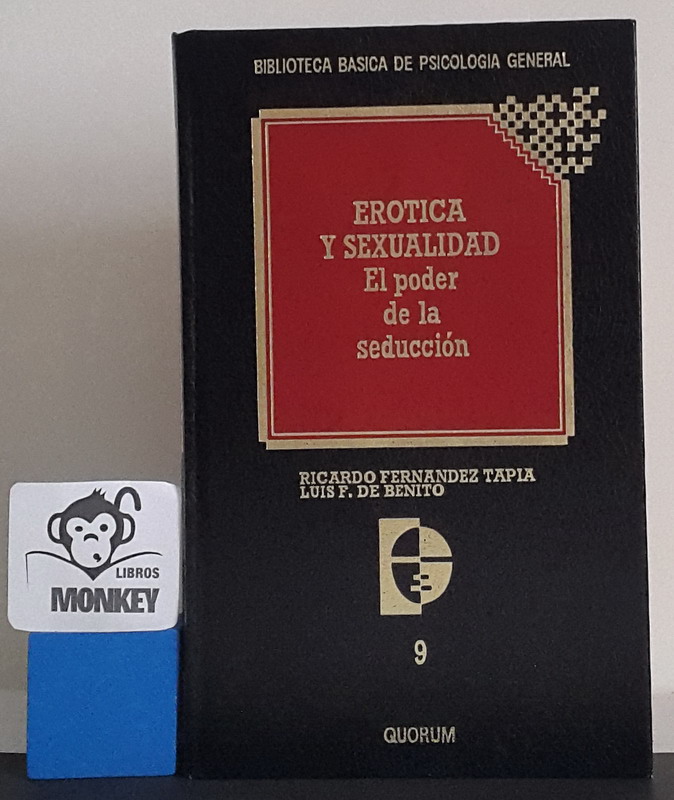 BIBLIOTECA BASICA DE PSICOLOGIA GENERAL
EROTICA
Y SEXUALIDAD
El poder
de la
seducción
RICARDO FERNANDEZ TAPIA
LUIS F. DE BENITO
9
QUORUM
LIBROS
MONKEY